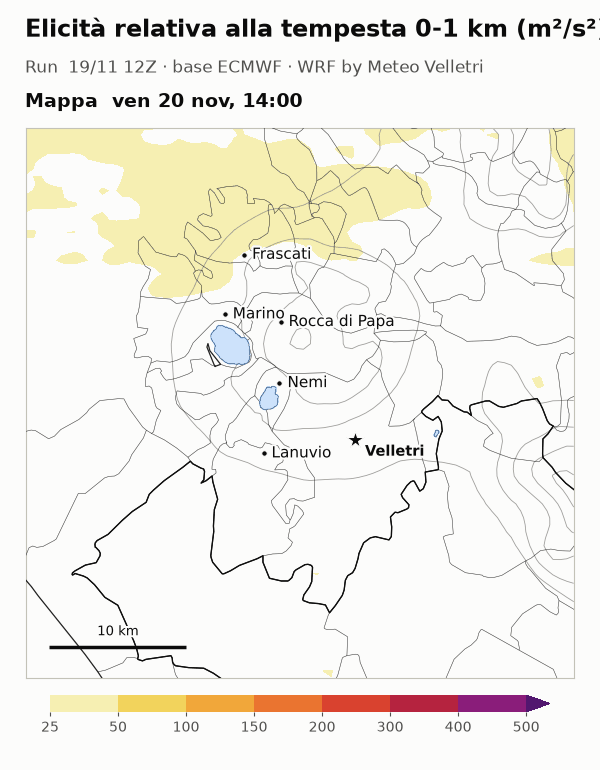 Elicità relativa alla tempesta 0-1 km (m²/s²)
Run  19/11 12Z · base ECMWF · WRF by Meteo Velletri
Mappa  ven 20 nov, 14:00
Frascati
Marino
Rocca di Papa
Nemi
Velletri
Lanuvio
10 km
25 50 100 150 200 300 400 500